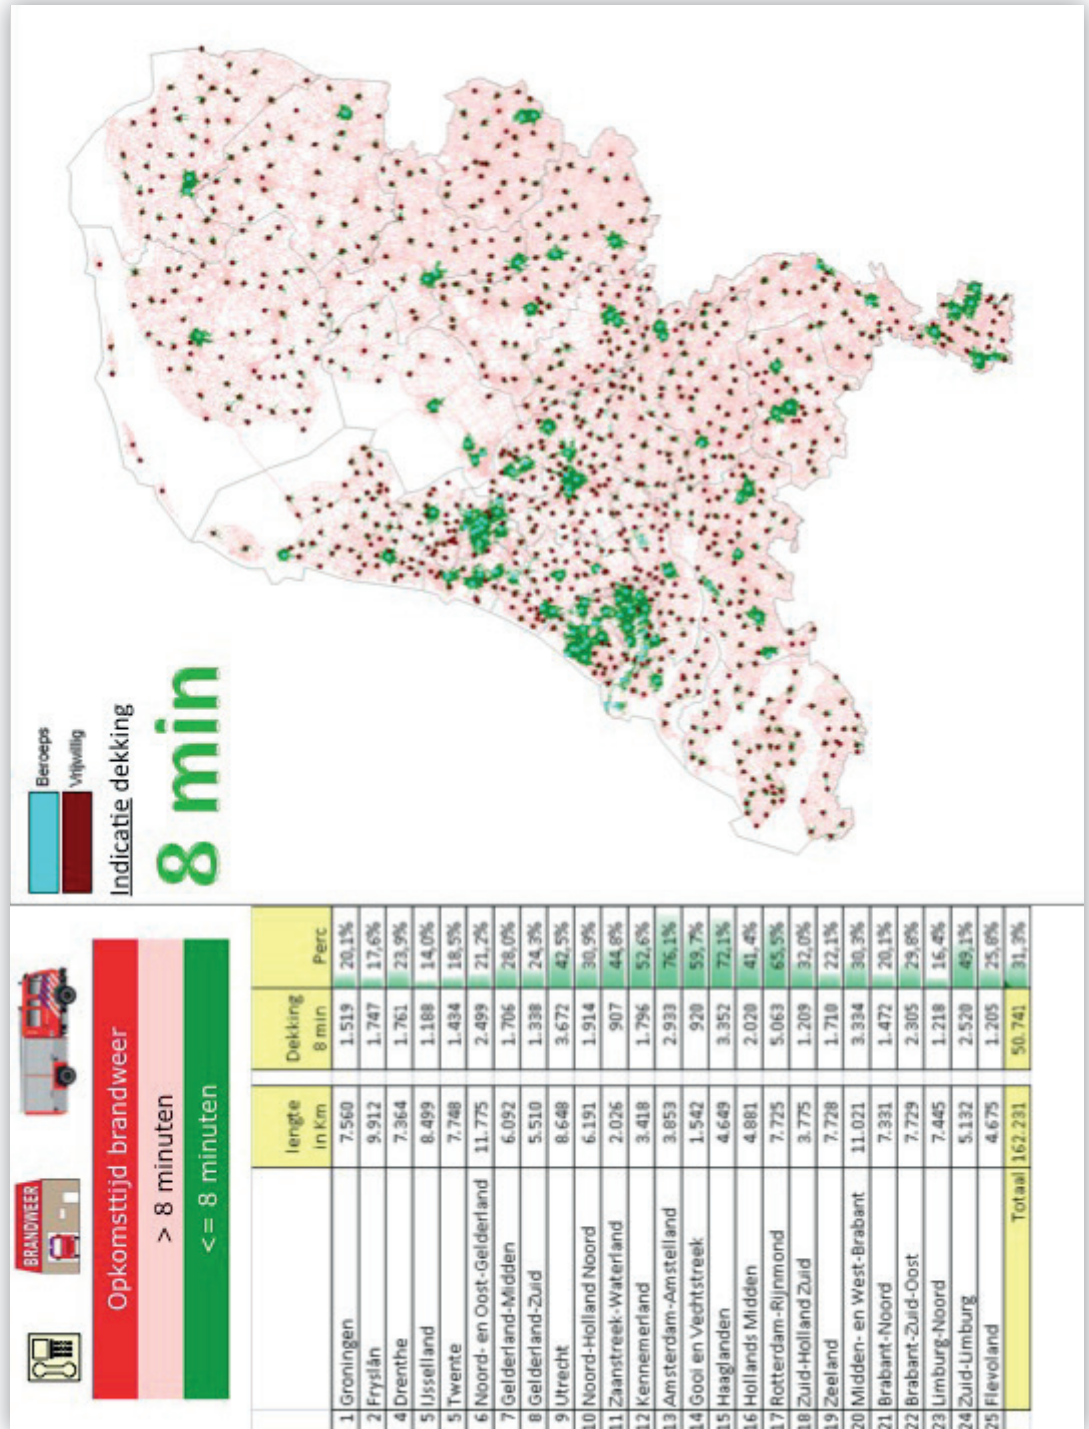 BRANDWEER
Opkomsttijd brandweer
> 8 minuten
<= 8 minuten
lengte in Km Dekking 8 min Perc
1 Groningen 7.560 1.519 20,1%
2 Fryslân 9.912 1.747 17,6%
4 Drenthe 7.364 1.761 23,9%
5 IJsselland 8.499 1.188 14,0%
5 Twente 7.748 1.434 18,5%
6 Noord- en Oost-Gelderland 11.775 2.499 21,2%
7 Gelderland-Midden 6.092 1.706 28,0%
8 Gelderland-Zuid 5.510 1.338 24,3%
9 Utrecht 8.648 3.672 42,5%
10 Noord-Holland Noord 6.191 1.914 30,9%
11 Zaanstreek-Waterland 2.026 907 44,8%
12 Kennemerland 3.418 1.796 52,6%
13 Amsterdam-Amstelland 3.853 2.933 76,1%
14 Gooi en Vechtstreek 1.542 920 59,7%
15 Haaglanden 4.649 3.352 72,1%
16 Hollands Midden 4.881 2.020 41,4%
17 Rotterdam-Rijnmond 7.725 5.063 65,5%
18 Zuid-Holland Zuid 3.775 1.209 32,0%
19 Zeeland 7.728 1.710 22,1%
20 Midden- en West-Brabant 11.021 3.334 30,3%
21 Brabant-Noord 7.331 1.472 20,1%
22 Brabant-Zuid-Oost 7.729 2.305 29,8%
23 Limburg-Noord 7.445 1.218 16,4%
24 Zuid-Limburg 5.132 2.520 49,1%
25 Flevoland 4.675 1.205 25,8%
Totaal 162.231 50.741 31,3%
Beroeps
Vrijwillig
Indicatie dekking
8 min